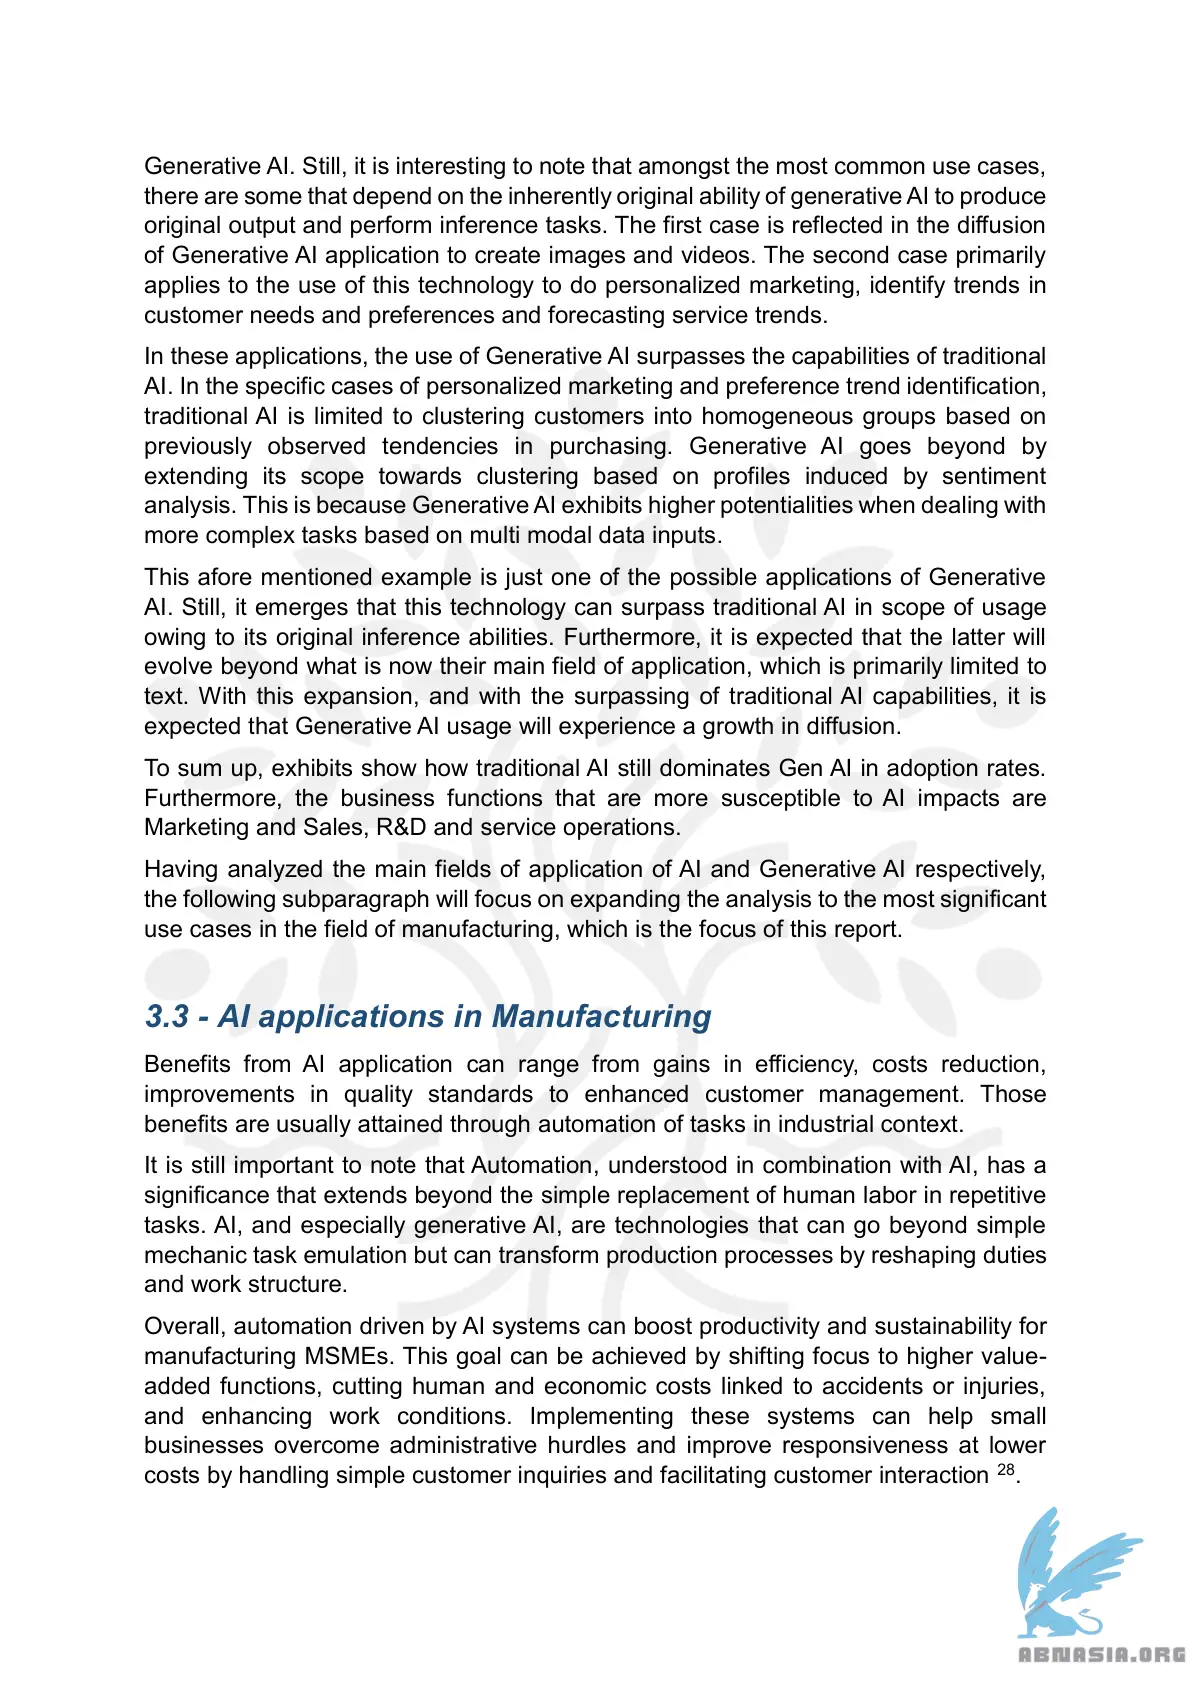 Generative AI. Still, it is interesting to note that amongst the most common use cases,
there are some that depend on the inherently original ability of generative AI to produce
original output and perform inference tasks. The first case is reflected in the diffusion
of Generative AI application to create images and videos. The second case primarily
applies to the use of this technology to do personalized marketing, identify trends in
customer needs and preferences and forecasting service trends.
In these applications, the use of Generative AI surpasses the capabilities of traditional
AI. In the specific cases of personalized marketing and preference trend identification,
traditional AI is limited to clustering customers into homogeneous groups based on
previously observed tendencies in purchasing. Generative AI goes beyond by
extending its scope towards clustering based on profiles induced by sentiment
analysis. This is because Generative AI exhibits higher potentialities when dealing with
more complex tasks based on multi modal data inputs.
This afore mentioned example is just one of the possible applications of Generative
AI. Still, it emerges that this technology can surpass traditional AI in scope of usage
owing to its original inference abilities. Furthermore, it is expected that the latter will
evolve beyond what is now their main field of application, which is primarily limited to
text. With this expansion, and with the surpassing of traditional AI capabilities, it is
expected that Generative AI usage will experience a growth in diffusion.
To sum up, exhibits show how traditional AI still dominates Gen AI in adoption rates.
Furthermore, the business functions that are more susceptible to AI impacts are
Marketing and Sales, R&D and service operations.
Having analyzed the main fields of application of AI and Generative AI respectively,
the following subparagraph will focus on expanding the analysis to the most significant
use cases in the field of manufacturing, which is the focus of this report.
3.3 - AI applications in Manufacturing
Benefits from AI application can range from gains in efficiency, costs reduction,
improvements in quality standards to enhanced customer management. Those
benefits are usually attained through automation of tasks in industrial context.
It is still important to note that Automation, understood in combination with AI, has a
significance that extends beyond the simple replacement of human labor in repetitive
tasks. AI, and especially generative AI, are technologies that can go beyond simple
mechanic task emulation but can transform production processes by reshaping duties
and work structure.
Overall, automation driven by AI systems can boost productivity and sustainability for
manufacturing MSMEs. This goal can be achieved by shifting focus to higher value-
added functions, cutting human and economic costs linked to accidents or injuries,
and enhancing work conditions. Implementing these systems can help small
businesses overcome administrative hurdles and improve responsiveness at lower
costs by handling simple customer inquiries and facilitating customer interaction 28.
ABNASIA.ORG